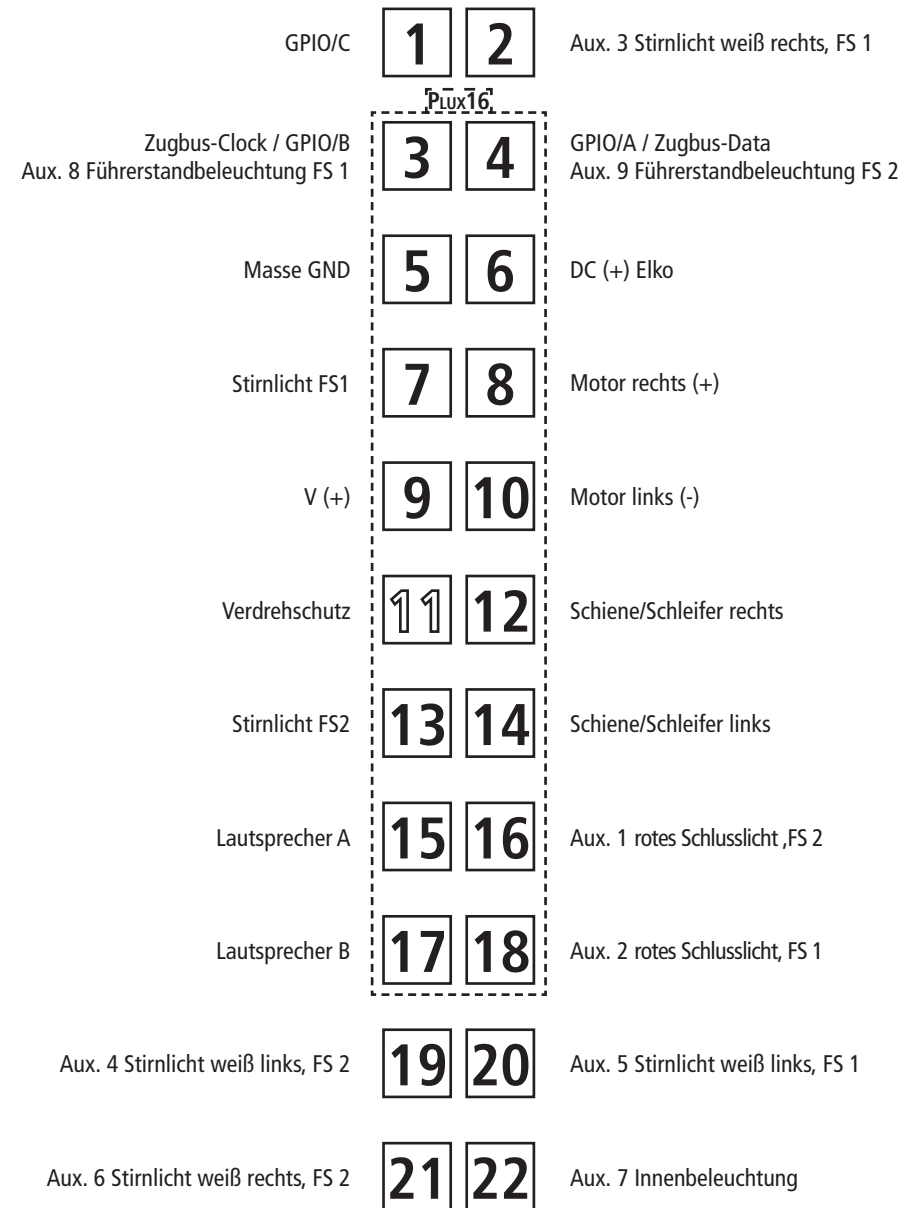 GPIO/C 1 2 Aux. 3 Stirnlicht weiß rechts, FS 1
PLUX16
Zugbus-Clock / GPIO/B
Aux. 8 Führerstandbeleuchtung FS 1
3 4
GPIO/A / Zugbus-Data
Aux. 9 Führerstandbeleuchtung FS 2
Masse GND 5 6 DC (+) Elko
Stirnlicht FS1 7 8 Motor rechts (+)
V (+) 9 10 Motor links (-)
Verdrehschutz 11 12 Schiene/Schleifer rechts
Stirnlicht FS2 13 14 Schiene/Schleifer links
Lautsprecher A 15 16 Aux. 1 rotes Schlusslicht ,FS 2
Lautsprecher B 17 18 Aux. 2 rotes Schlusslicht, FS 1
Aux. 4 Stirnlicht weiß links, FS 2 19 20 Aux. 5 Stirnlicht weiß links, FS 1
Aux. 6 Stirnlicht weiß rechts, FS 2 21 22 Aux. 7 Innenbeleuchtung